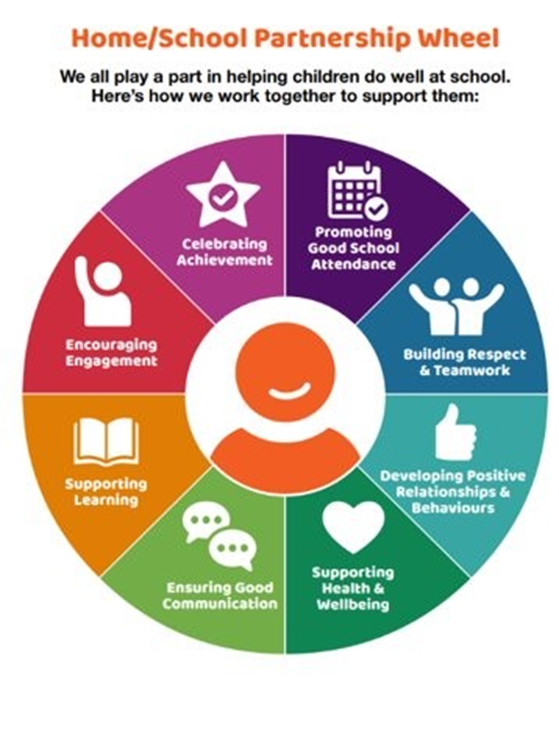 Home/School Partnership Wheel
We all play a part in helping children do well at school.
Here's how we work together to support them:
Celebrating
Achievement
Promoting
Good School
Attendance
Building Respect
& Teamwork
Developing Positive
Relationships &
Behaviours
Supporting
Health &
Wellbeing
Ensuring Good
Communication
Supporting
Learning
Encouraging
Engagement